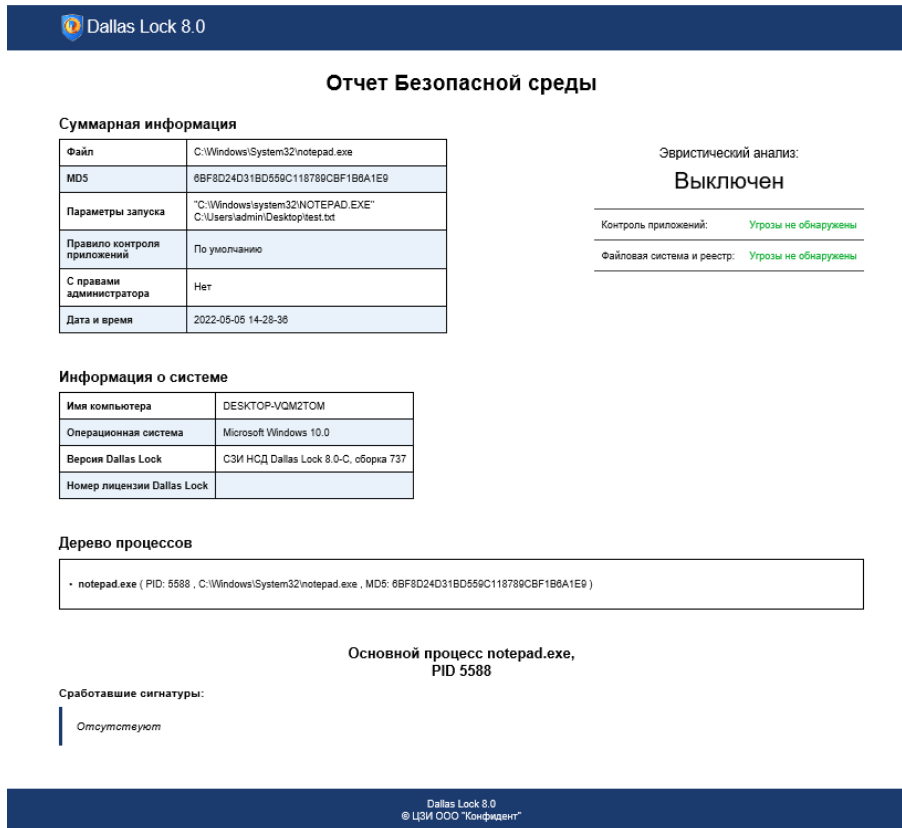 Dallas Lock 8.0
Отчет Безопасной среды
Суммарная информация
Файл C:\Windows\System32\notepad.exe
MD5 6BF8D24D31BD559C118789CBF1B6A1E9
Параметры запуска "C:\Windows\system32\NOTEPAD.EXE"
C:\Users\admin\Desktop\test.txt
Правило контроля
приложений По умолчанию
С правами
администратора Нет
Дата и время 2022-05-05 14-28-36
Эвристический анализ:
Выключен
Контроль приложений: Угрозы не обнаружены
Файловая система и реестр: Угрозы не обнаружены
Информация о системе
Имя компьютера DESKTOP-VQM2TOM
Операционная система Microsoft Windows 10.0
Версия Dallas Lock СЗИ НСД Dallas Lock 8.0-C, сборка 737
Номер лицензии Dallas Lock
Дерево процессов
• notepad.exe ( PID: 5588 , C:\Windows\System32\notepad.exe , MD5: 6BF8D24D31BD559C118789CBF1B6A1E9 )
Основной процесс notepad.exe,
PID 5588
Сработавшие сигнатуры:
Отсутствуют
Dallas Lock 8.0
© ЦЗИ ООО "Конфидент"